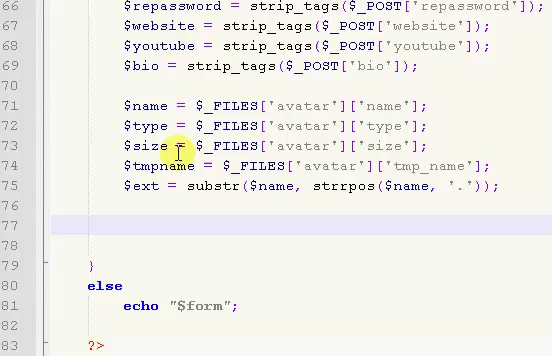 66 $repassword = strip_tags($_POST['repassword']);
67 $website = strip_tags($_POST['website']);
68 $youtube = strip_tags($_POST['youtube']);
69 $bio = strip_tags($_POST['bio']);
70
71 $name = $_FILES['avatar']['name'];
72 $type = $_FILES['avatar']['type'];
73 $size = $_FILES['avatar']['size'];
74 $tmpname = $_FILES['avatar']['tmp_name'];
75 $ext = substr($name, strrpos($name, '.'));
76
77
78
79 }
80 else
81 echo "$form";
82
83 ?>